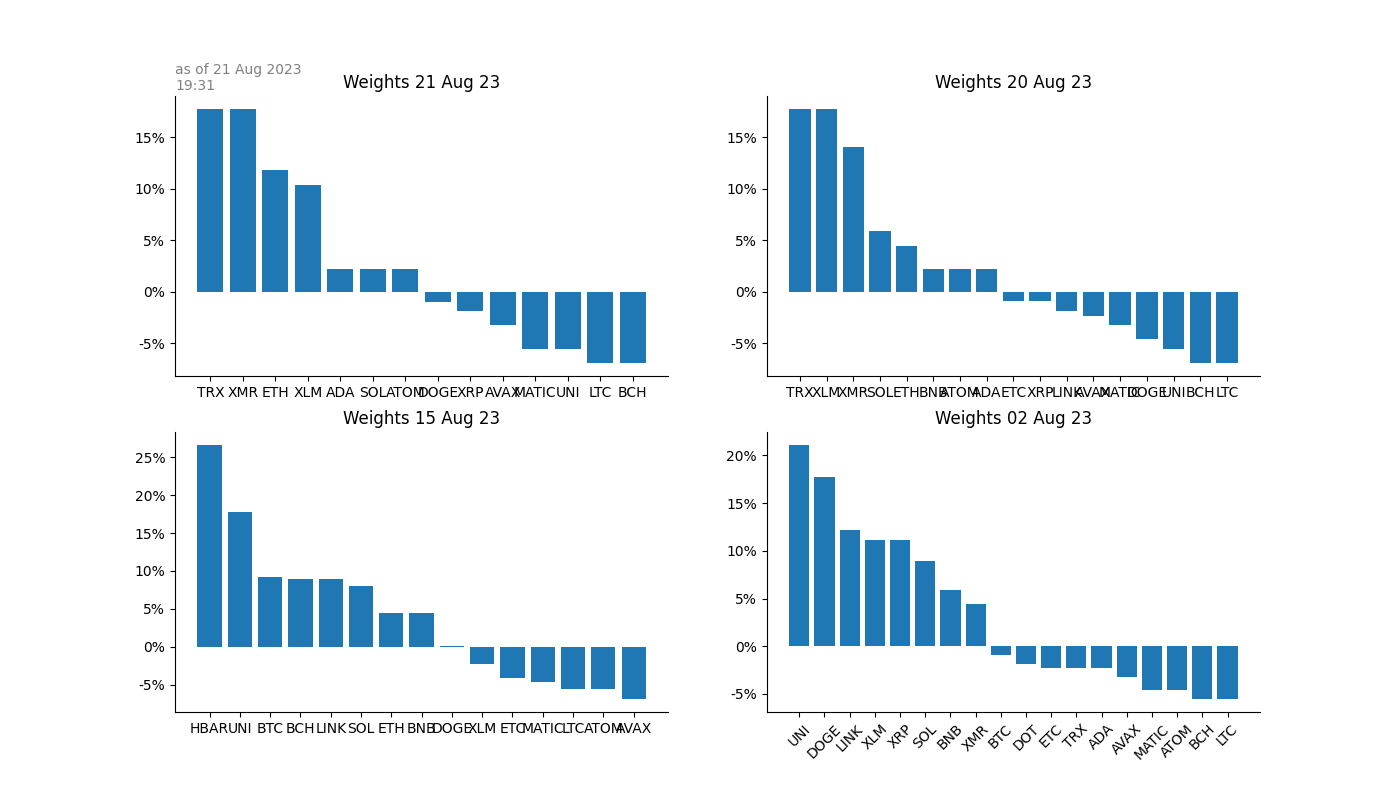 as of 21 Aug 2023
19:31
Weights 21 Aug 23
15%
10%
5%
0%
-5%
TRX XMR ETH XLM ADA SOL ATOM DOGE XRP AVAX MATIC UNI LTC BCH
Weights 20 Aug 23
15%
10%
5%
0%
-5%
TRX XLM XMR SOL ETH BNB ATOM ADA ETC XRP LINK AVAX MATIC DOGE UNI BCH LTC
Weights 15 Aug 23
25%
20%
15%
10%
5%
0%
-5%
HBAR UNI BTC BCH LINK SOL ETH BNB DOGE XLM ETC MATIC LTC ATOM AVAX
Weights 02 Aug 23
20%
15%
10%
5%
0%
-5%
UNI DOGE LINK XLM XRP SOL BNB XMR BTC DOT ETC TRX ADA AVAX MATIC ATOM BCH LTC